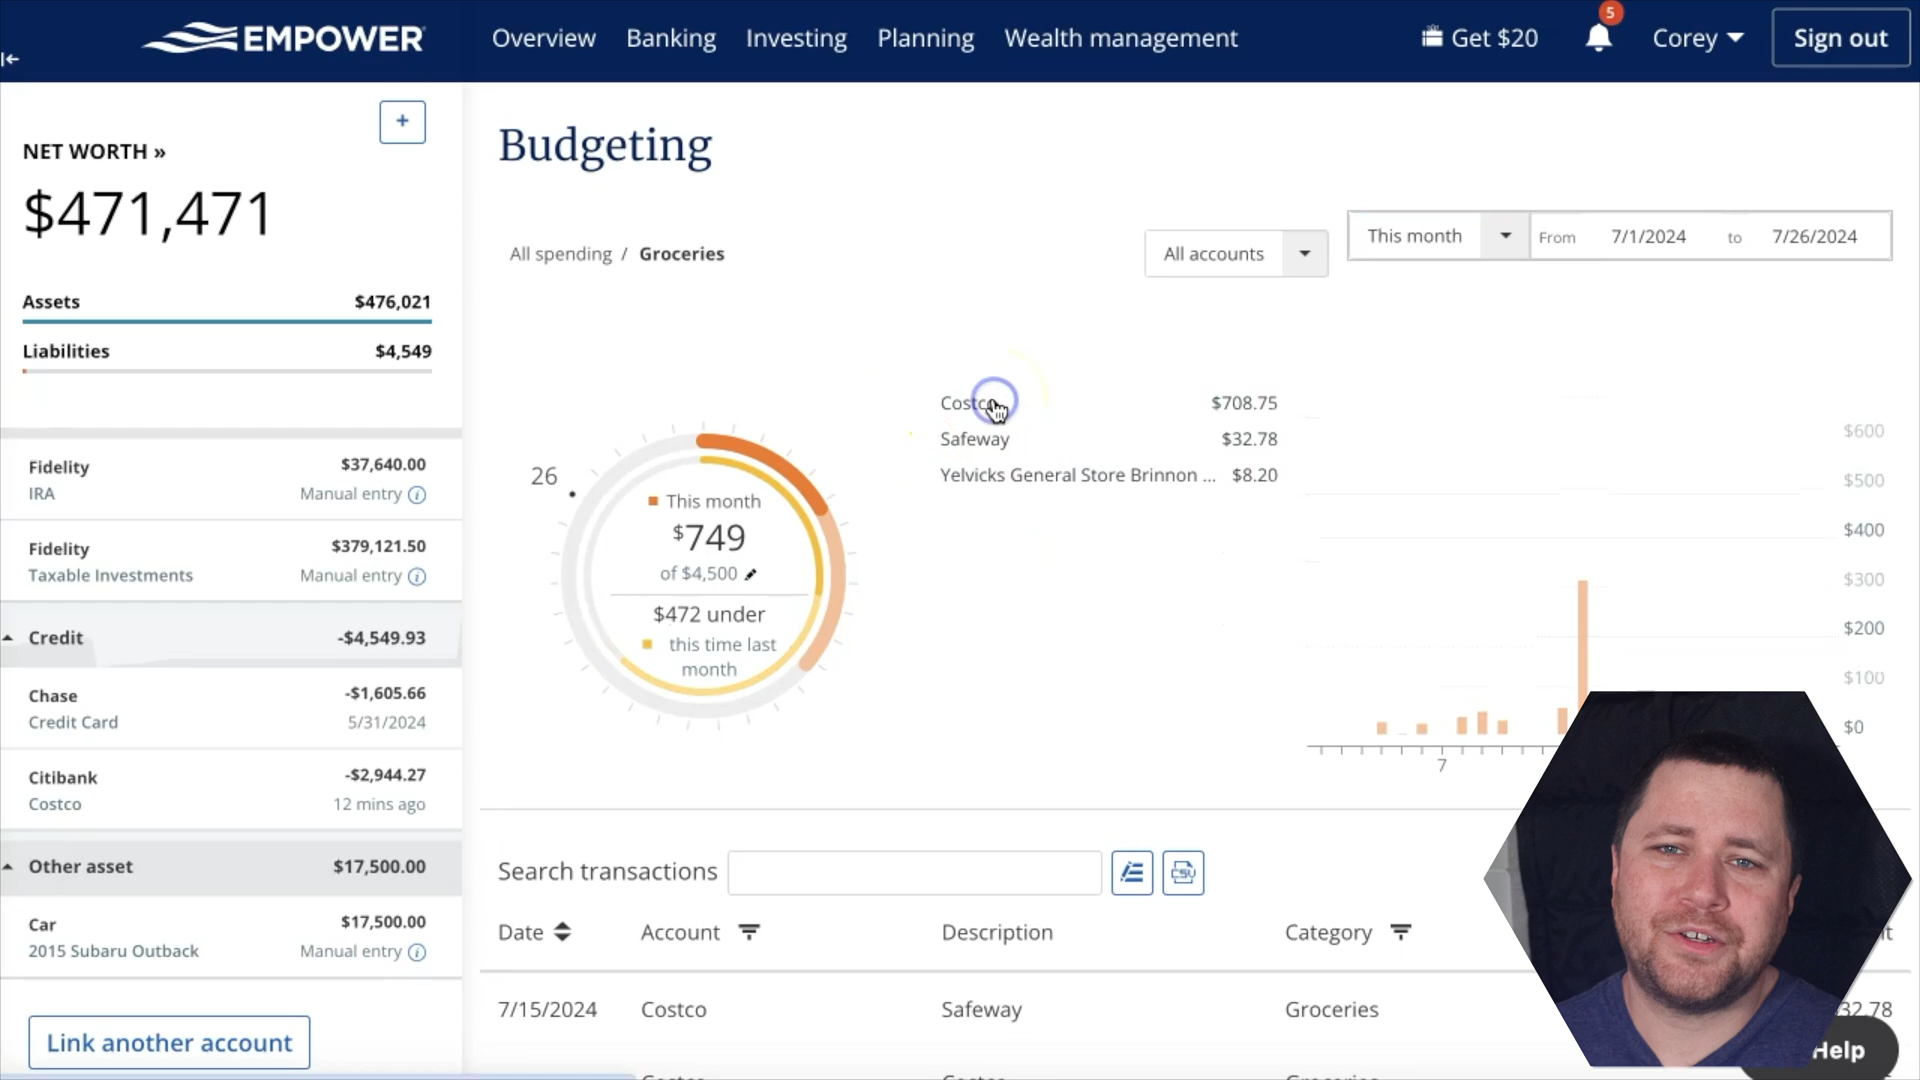 EMPOWER
Overview Banking Investing Planning Wealth management
Get $20
5
Corey
Sign out
+
NET WORTH »
$471,471
Assets $476,021
Liabilities $4,549
Fidelity $37,640.00
IRA Manual entry
Fidelity $379,121.50
Taxable Investments Manual entry
Credit -$4,549.93
Chase -$1,605.66
Credit Card 5/31/2024
Citibank -$2,944.27
Costco 12 mins ago
Other asset $17,500.00
Car $17,500.00
2015 Subaru Outback Manual entry
Link another account
Budgeting
All spending / Groceries
All accounts
This month From 7/1/2024 to 7/26/2024
26
This month
$749
of $4,500
$472 under
this time last
month
Costco $708.75
Safeway $32.78
Yelvicks General Store Brinnon ... $8.20
$600
$500
$400
$300
$200
$100
$0
7
Search transactions
CSV
Date Account Description Category
7/15/2024 Costco Safeway Groceries 32.78
Help